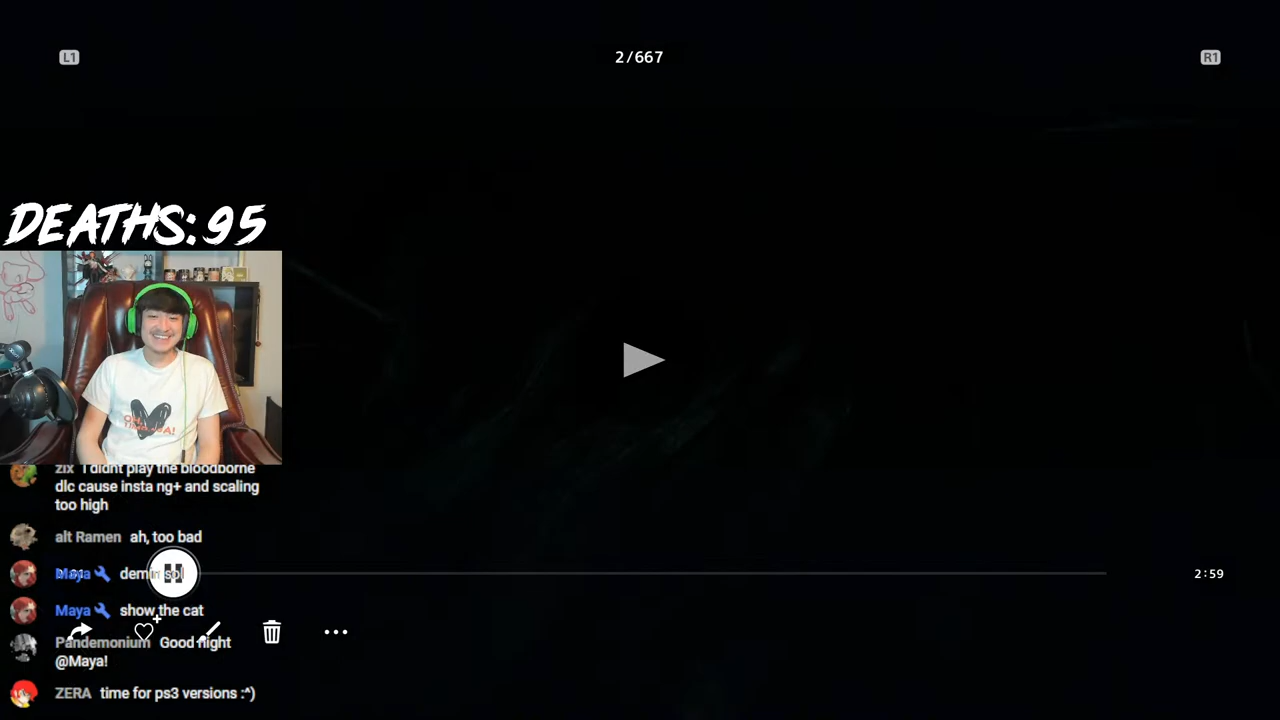 L1
2/667
R1
DEATHS:95
OH,
zix I didnt play the bloodborne
dlc cause insta ng+ and scaling
too high
alt Ramen ah, too bad
Maya
Maya show the cat
2:59
Pandemonium Good night
@Maya!
ZERA time for ps3 versions :^)